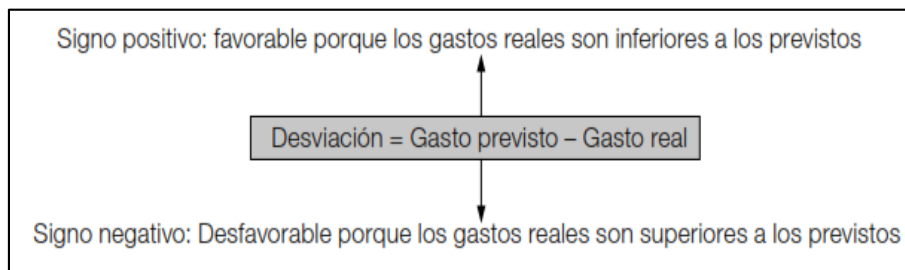 Signo positivo: favorable porque los gastos reales son inferiores a los previstos
Desviación = Gasto previsto – Gasto real
Signo negativo: Desfavorable porque los gastos reales son superiores a los previstos